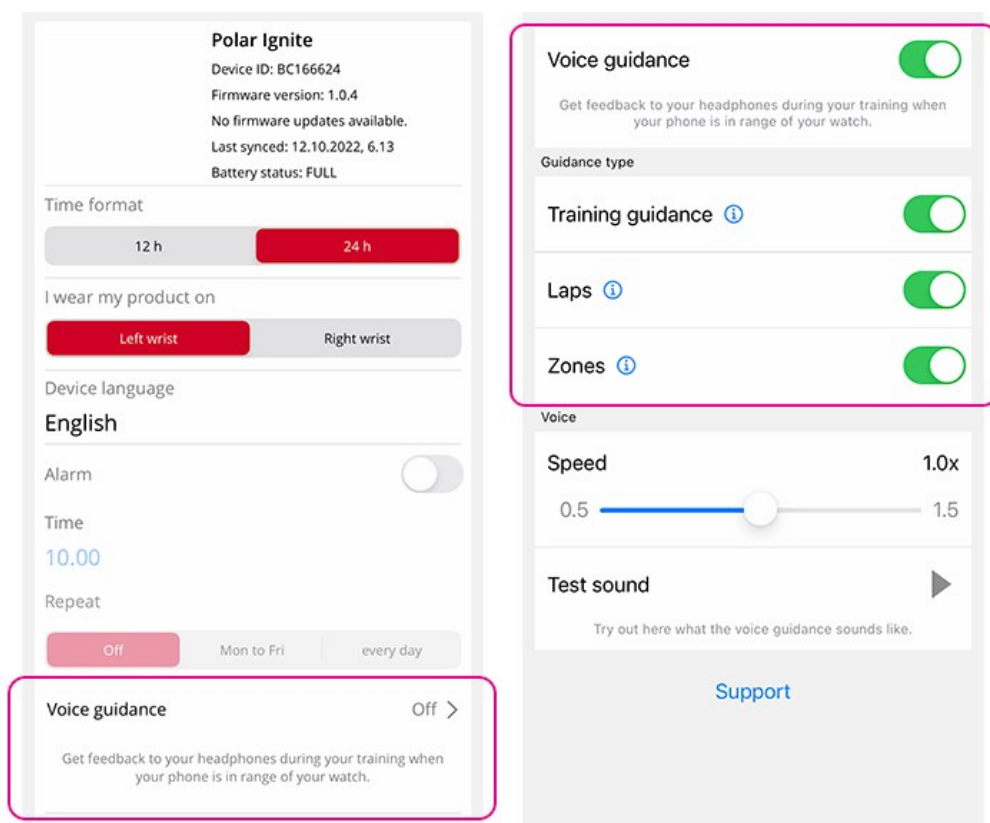 Polar Ignite
Device ID: BC166624
Firmware version: 1.0.4
No firmware updates available.
Last synced: 12.10.2022, 6.13
Battery status: FULL
Time format
12 h 24 h
I wear my product on
Left wrist Right wrist
Device language
English
Alarm
Time
10.00
Repeat
Off Mon to Fri every day
Voice guidance Off
Get feedback to your headphones during your training when
your phone is in range of your watch.
Voice guidance
Get feedback to your headphones during your training when
your phone is in range of your watch.
Guidance type
Training guidance
Laps
Zones
Voice
Speed 1.0x
0.5 1.5
Test sound
Try out here what the voice guidance sounds like.
Support